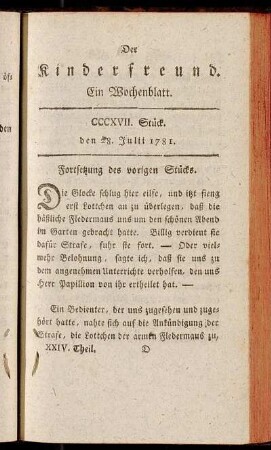 Der
Kinderfreund.
Ein Wochenblatt.
CCCXVII. Stück.
den 28. Julii 1781.
Fortsetzung des vorigen Stücks.
Die Glocke schlug hier eilfe, und itzt fieng
erst Lottchen an zu überlegen, daß die
häßliche Fledermaus uns um den schönen Abend
im Garten gebracht hatte. Billig verdient sie
dafür Strafe, fuhr sie fort. — Oder viel-
mehr Belohnung, sagte ich, daß sie uns zu
dem angenehmen Unterrichte verholfen, den uns
Herr Papillion von ihr ertheilet hat. —
Ein Bedienter, der uns zugesehen und zuge-
hört hatte, nahte sich auf die Ankündigung der
Strafe, die Lottchen der armen Fledermaus zu,
XXIV. Theil. O